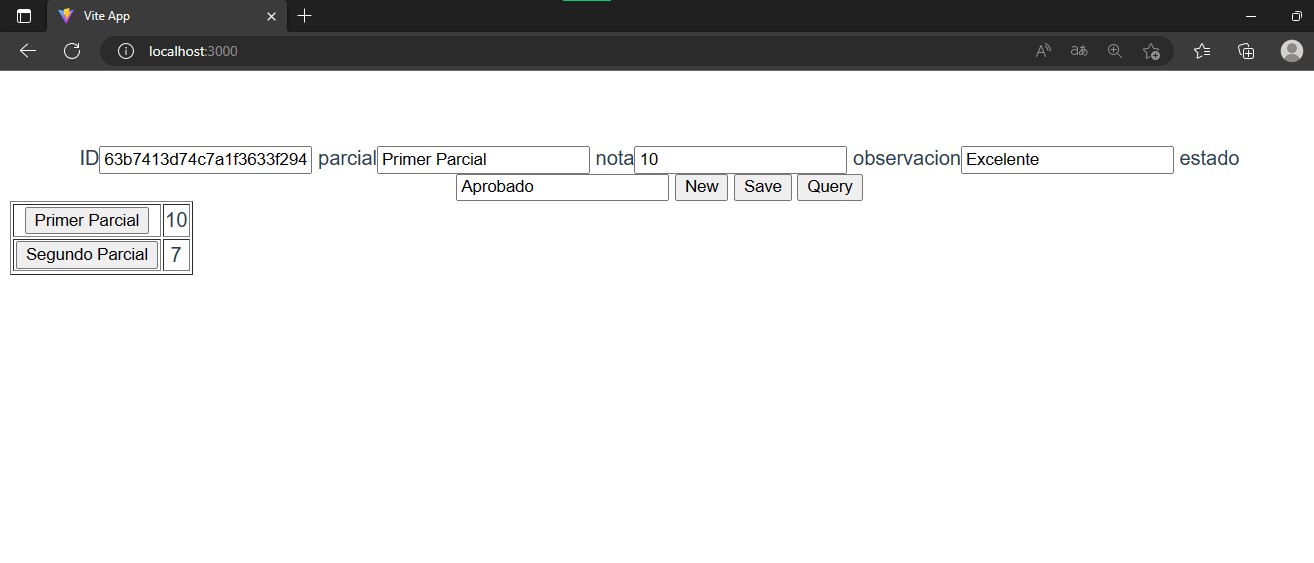 Vite App
localhost:3000
ID 63b7413d74c7a1f3633f294 parcial Primer Parcial nota 10 observacion Excelente estado
Aprobado New Save Query
Primer Parcial 10
Segundo Parcial 7